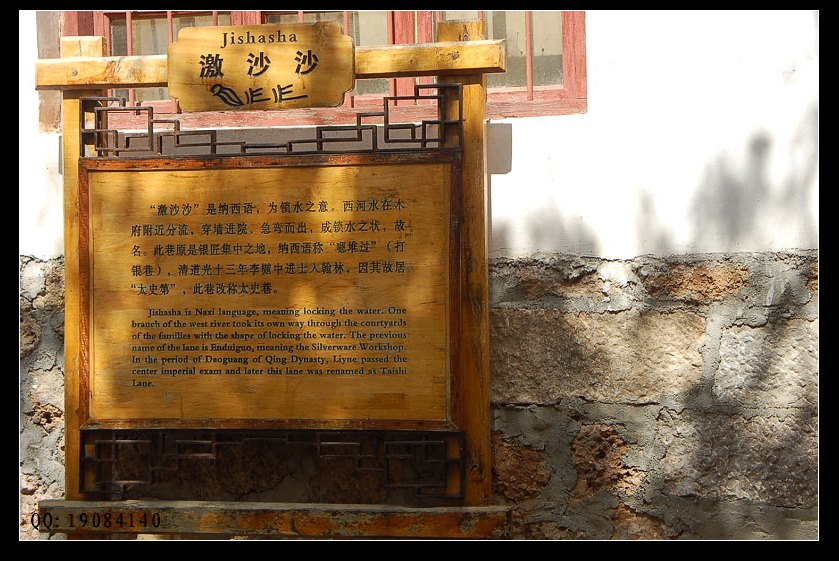 Jishasha
激沙沙
“激沙沙”是纳西语，为锁水之意。西河水在木
府附近分流，穿墙进院、急弯而出，成锁水之状，故
名。此巷原是银匠集中之地，纳西语称“嗯堆过”（打
银巷），清道光十三年李樾中进士入翰林，因其故居
“太史第”，此巷改称太史巷。
Jishasha is Naxi language, meaning locking the water. One
branch of the west river took its own way through the courtyards
of the families with the shape of locking the water. The previous
name of the lane is Enduiguo, meaning the Silverware Workshop.
In the period of Daoguang of Qing Dynasty, Liyue passed the
center imperial exam and later this lane was renamed as Taishi
Lane.
QQ: 19084140